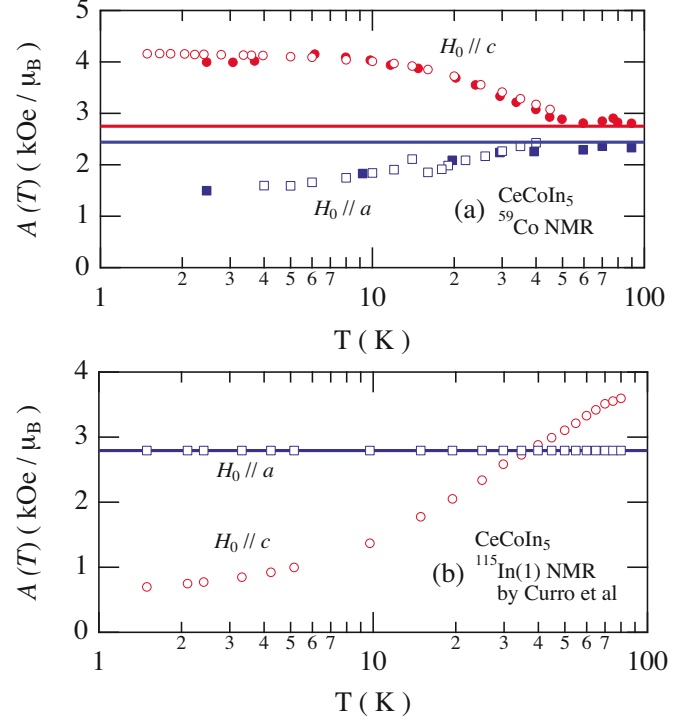 5
4
3
2
1
0
A (T) ( kOe / μB)
H0 // c
H0 // a
(a)
CeCoIn5
59Co NMR
1
2
3
4
5
6
7
10
2
3
4
5
6
7
100
T ( K )
4
3
2
1
0
A (T) ( kOe / μB)
H0 // a
H0 // c
(b)
CeCoIn5
115In(1) NMR
by Curro et al
1
2
3
4
5
6
7
10
2
3
4
5
6
7
100
T ( K )